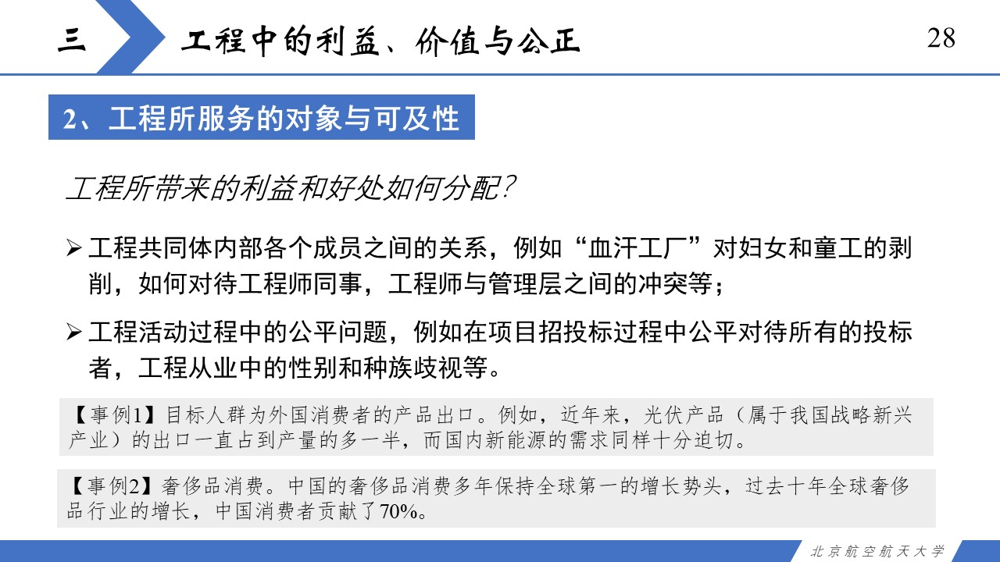 三
工程中的利益、价值与公正
28
2、工程所服务的对象与可及性
工程所带来的利益和好处如何分配?
➢工程共同体内部各个成员之间的关系，例如“血汗工厂”对妇女和童工的剥
削，如何对待工程师同事，工程师与管理层之间的冲突等；
➢工程活动过程中的公平问题，例如在项目招投标过程中公平对待所有的投标
者，工程从业中的性别和种族歧视等。
【事例1】目标人群为外国消费者的产品出口。例如，近年来，光伏产品（属于我国战略新兴
产业）的出口一直占到产量的多一半，而国内新能源的需求同样十分迫切。
【事例2】奢侈品消费。中国的奢侈品消费多年保持全球第一的增长势头，过去十年全球奢侈
品行业的增长，中国消费者贡献了70%。
北京航空航天大学